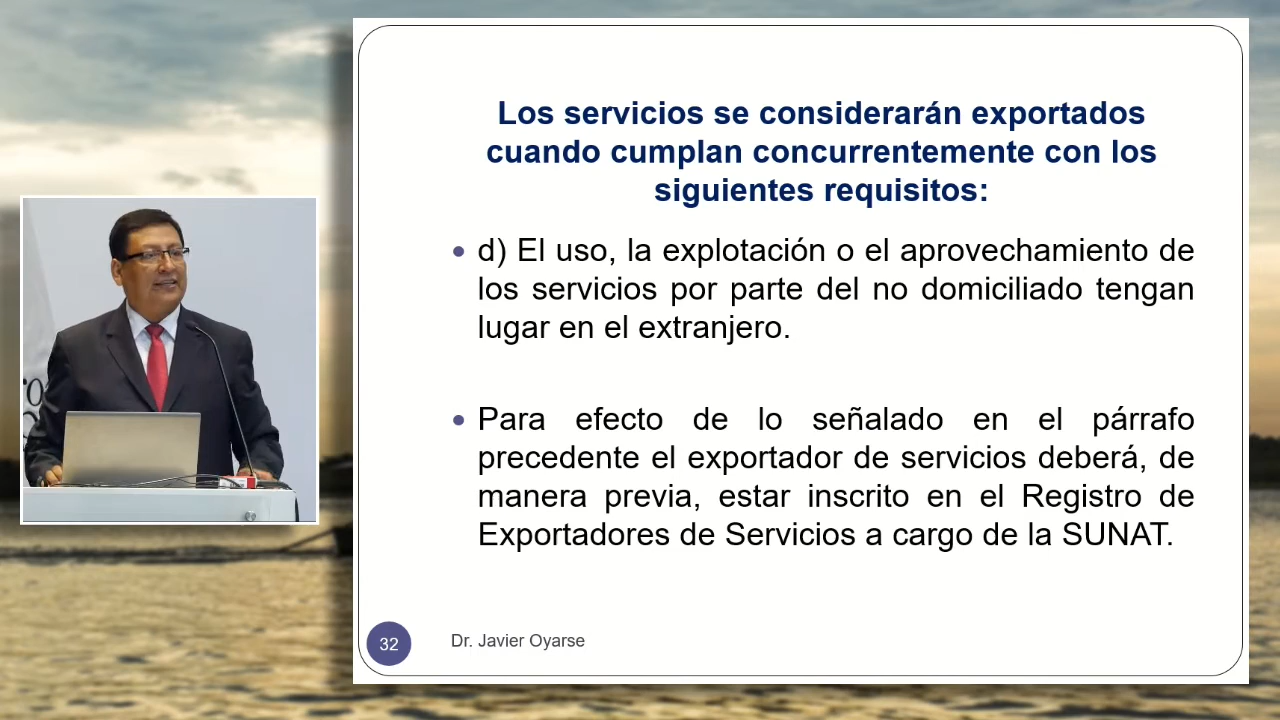 Los servicios se considerarán exportados
cuando cumplan concurrentemente con los
siguientes requisitos:
• d) El uso, la explotación o el aprovechamiento de
los servicios por parte del no domiciliado tengan
lugar en el extranjero.
• Para efecto de lo señalado en el párrafo
precedente el exportador de servicios deberá, de
manera previa, estar inscrito en el Registro de
Exportadores de Servicios a cargo de la SUNAT.
32
Dr. Javier Oyarse